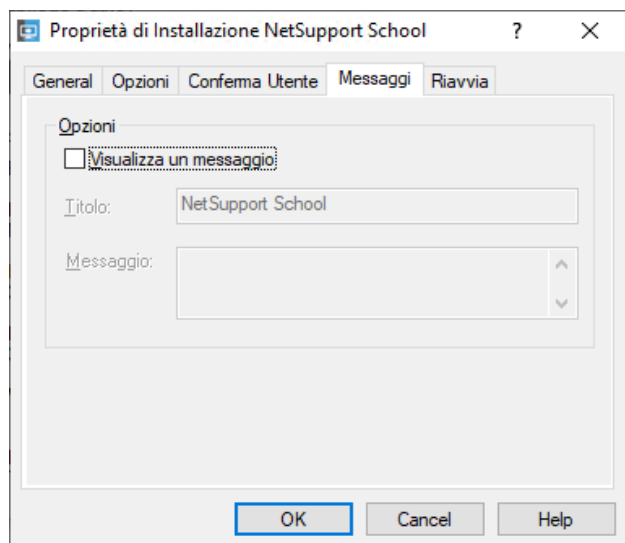 Proprietà di Installazione NetSupport School ?
General Opzioni Conferma Utente Messaggi Riavvia
Opzioni
Visualizza un messaggio
Titolo: NetSupport School
Messaggio:
OK Cancel Help